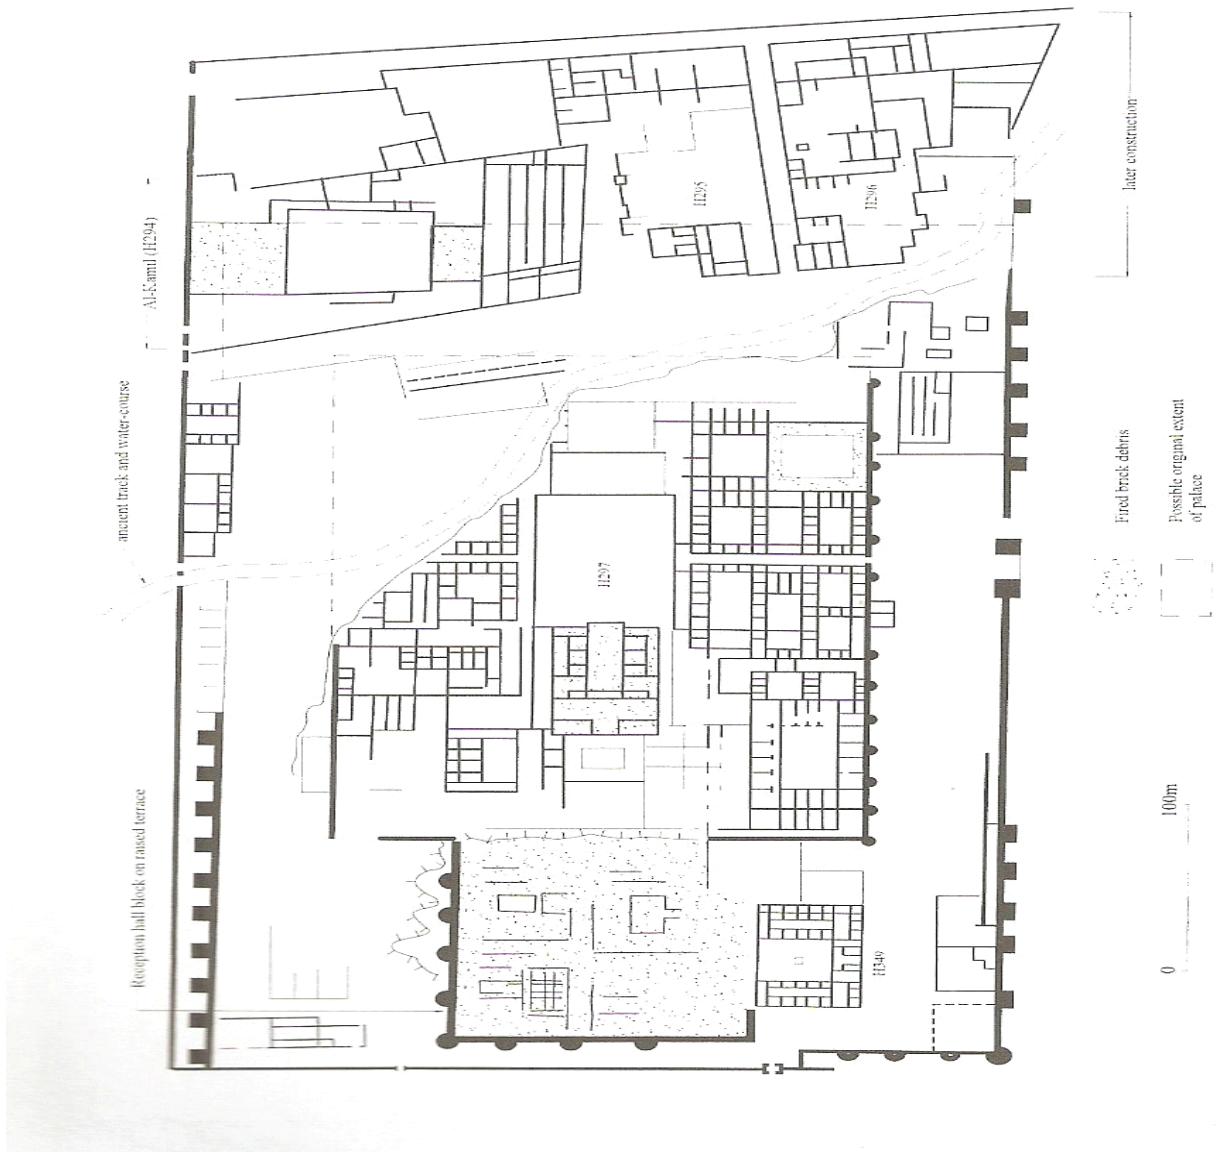 Al-Kamil (H294)
ancient track and water-course
Reception hall block on raised terrace
H295
H296
H297
H349
later construction
Fired brick debris
Possible original extent
of palace
0
100m